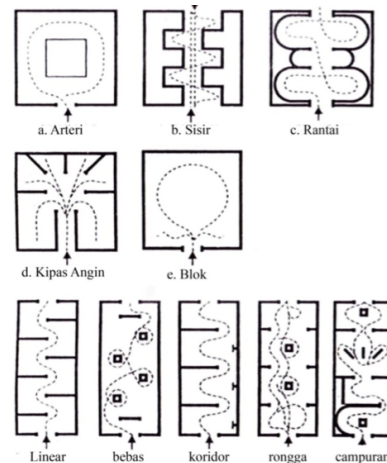 a. Arteri b. Sisir c. Rantai
d. Kipas Angin e. Blok
Linear bebas koridor rongga campuran